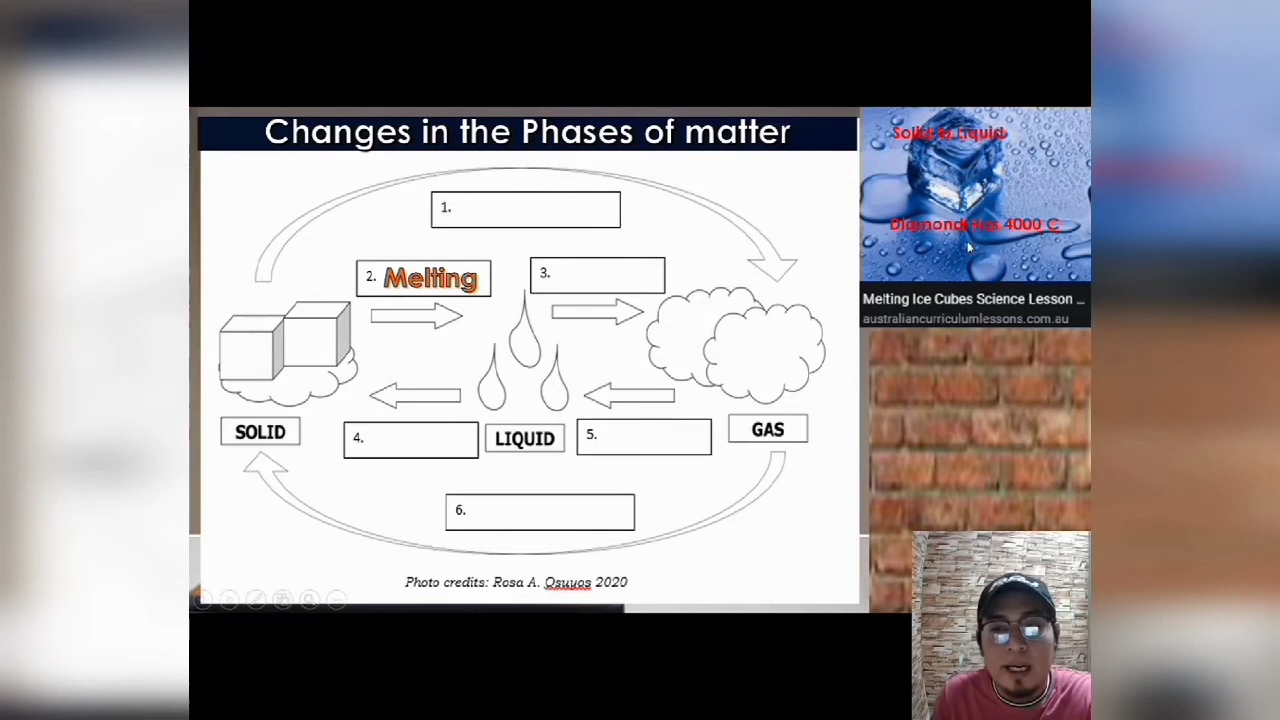 Changes in the Phases of matter
1.
2. Melting
3.
SOLID
4.
LIQUID
5.
GAS
6.
Photo credits: Rosa A. Osuyos 2020
Solid to Liquid
Diamond has 4000 C
Melting Ice Cubes Science Lesson ...
australiancurriculumlessons.com.au